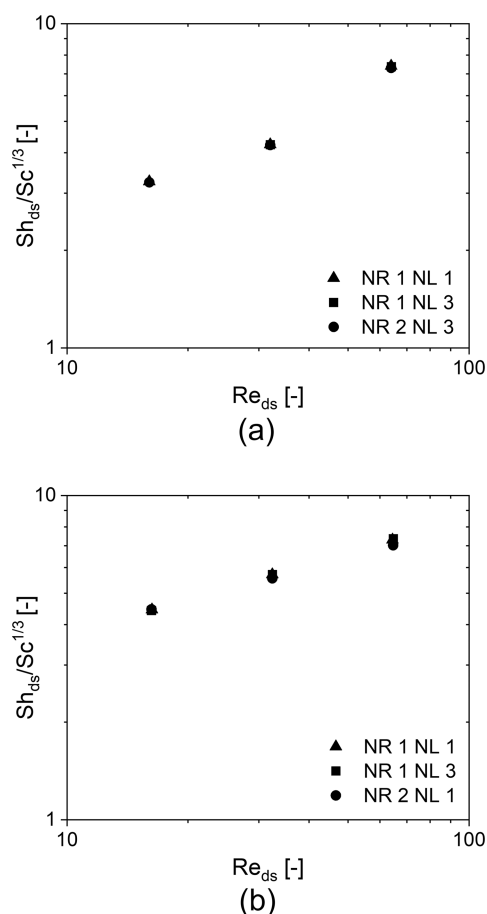 10
Sh_ds/Sc^1/3 [-]
▲ NR 1 NL 1
■ NR 1 NL 3
● NR 2 NL 3
1
10 100
Re_ds [-]
(a)
10
Sh_ds/Sc^1/3 [-]
▲ NR 1 NL 1
■ NR 1 NL 3
● NR 2 NL 1
1
10 100
Re_ds [-]
(b)